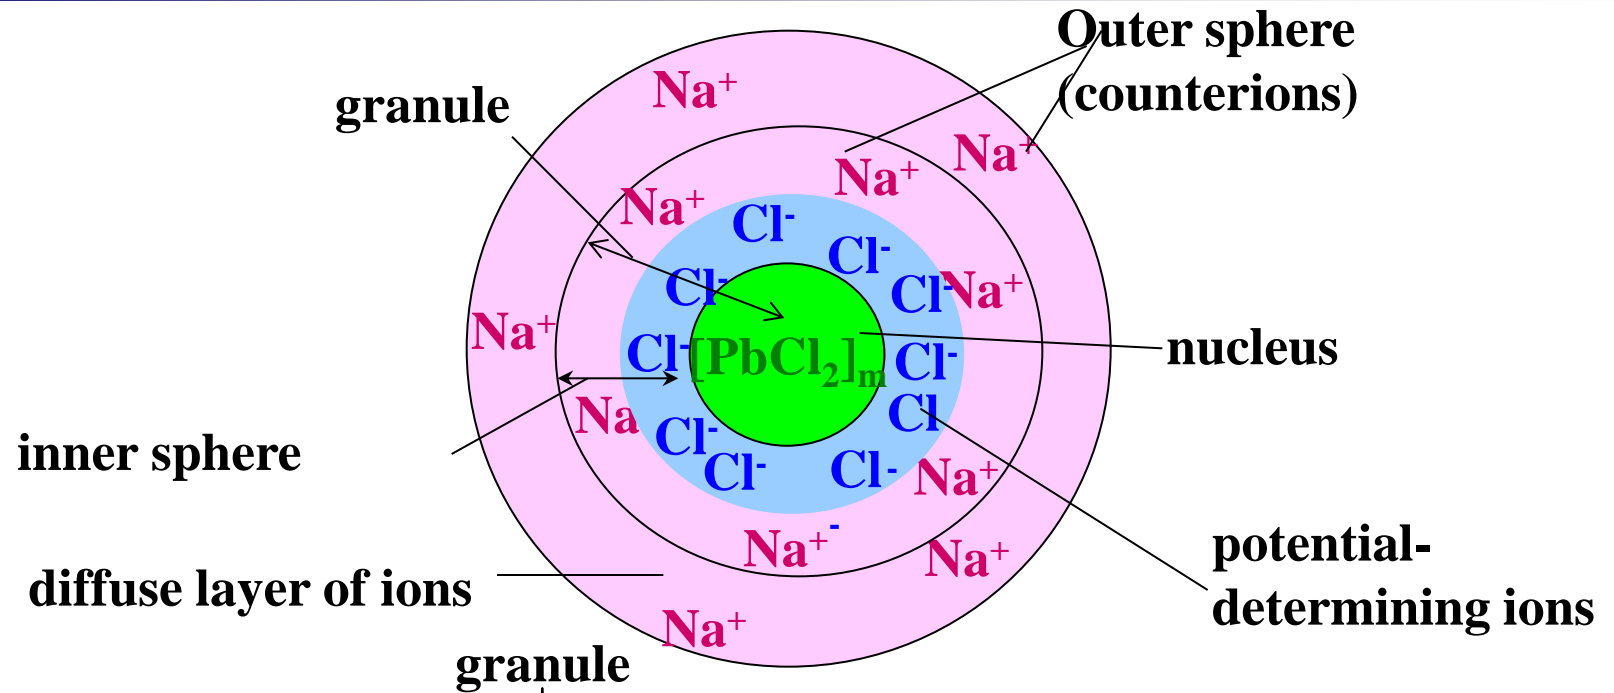 Outer sphere
(counterions)
granule
Na⁺
Na⁺
Na⁺
Na⁺
Cl⁻
Cl⁻
Cl⁻
Cl⁻
Na⁺
Na⁺
Cl⁻
[PbCl₂]ₘ
Cl⁻
nucleus
Na
Cl
Cl⁻
Cl⁻
Cl⁻
Na⁺
inner sphere
Na⁺⁻
Na⁺
potential-
determining ions
diffuse layer of ions
Na⁺
granule